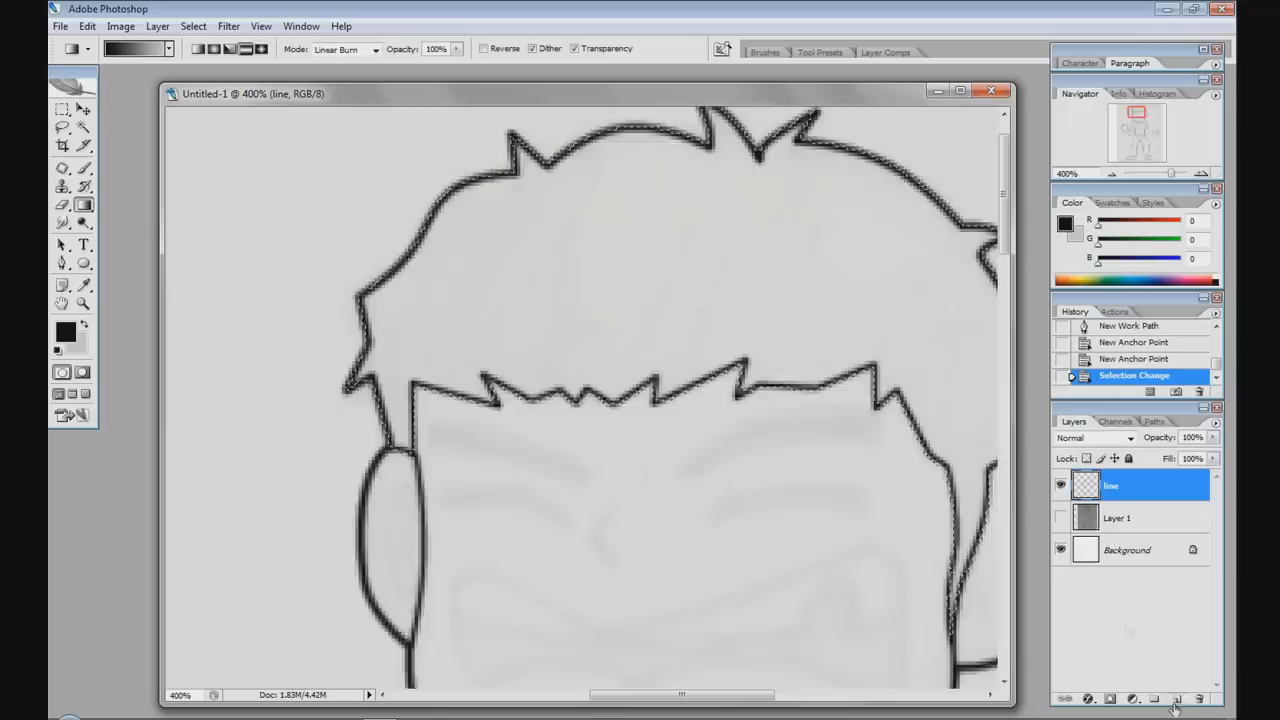 Adobe Photoshop
File Edit Image Layer Select Filter View Window Help
Mode: Linear Burn Opacity: 100% Reverse Dither Transparency Brushes Tool Presets Layer Comps
Character Paragraph
Untitled-1 @ 400% (line, RGB/8)
Navigator Info Histogram
400%
Color Swatches Styles
R 0
G 0
B 0
History Actions
New Work Path
New Anchor Point
New Anchor Point
Selection Change
Layers Channels Paths
Normal Opacity: 100%
Lock: Fill: 100%
line
Layer 1
Background
400% Doc: 1.83M/4.42M